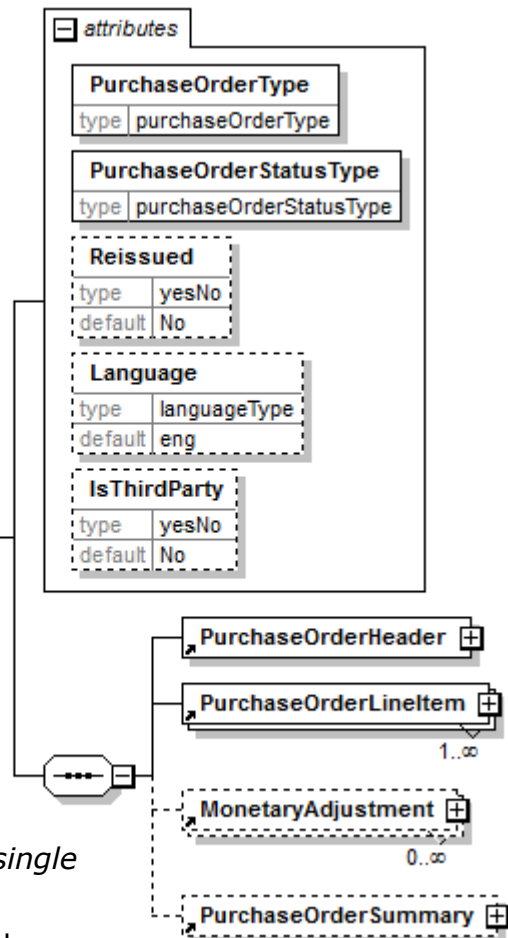 attributes
PurchaseOrderType
type purchaseOrderType
PurchaseOrderStatusType
type purchaseOrderStatusType
Reissued
type yesNo
default No
Language
type languageType
default eng
IsThirdParty
type yesNo
default No
PurchaseOrderHeader
PurchaseOrderLineItem
1..∞
MonetaryAdjustment
0..∞
single
PurchaseOrderSummary